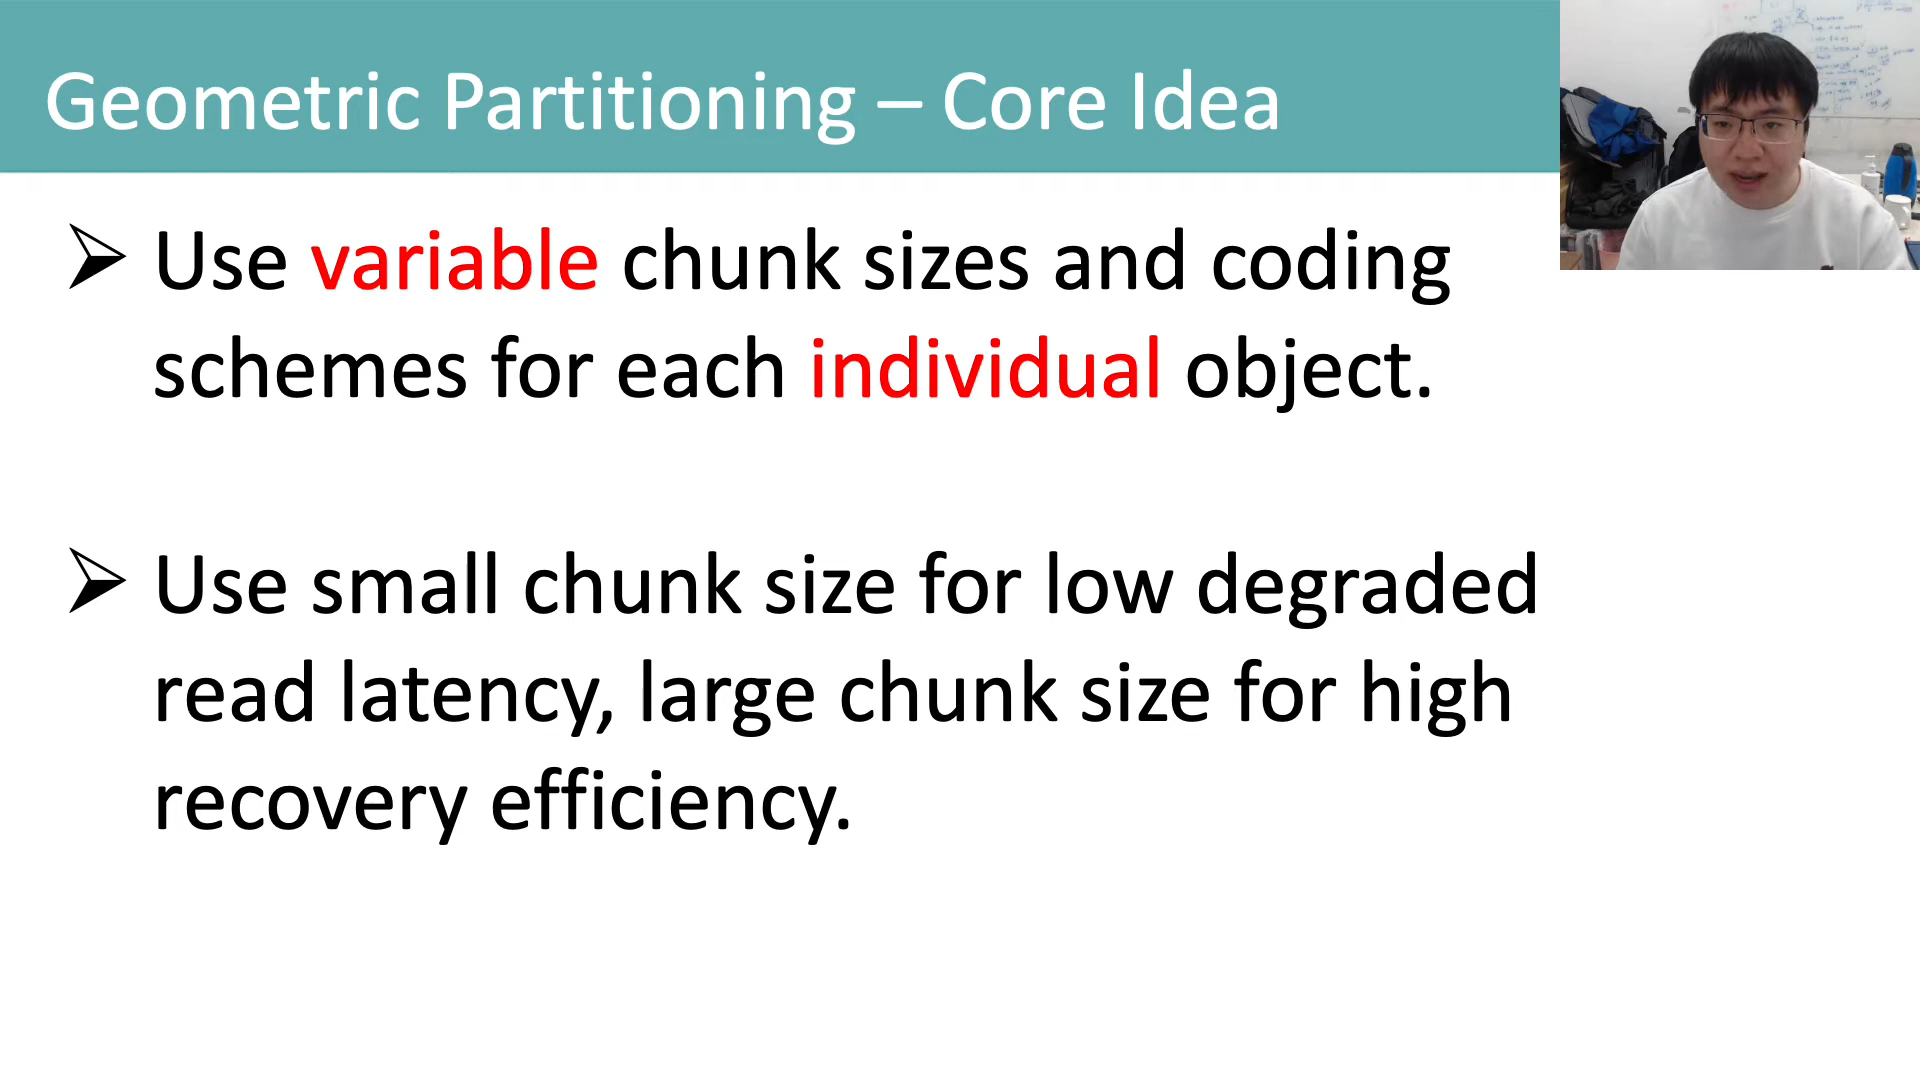 Geometric Partitioning – Core Idea
➢ Use variable chunk sizes and coding
schemes for each individual object.
➢ Use small chunk size for low degraded
read latency, large chunk size for high
recovery efficiency.